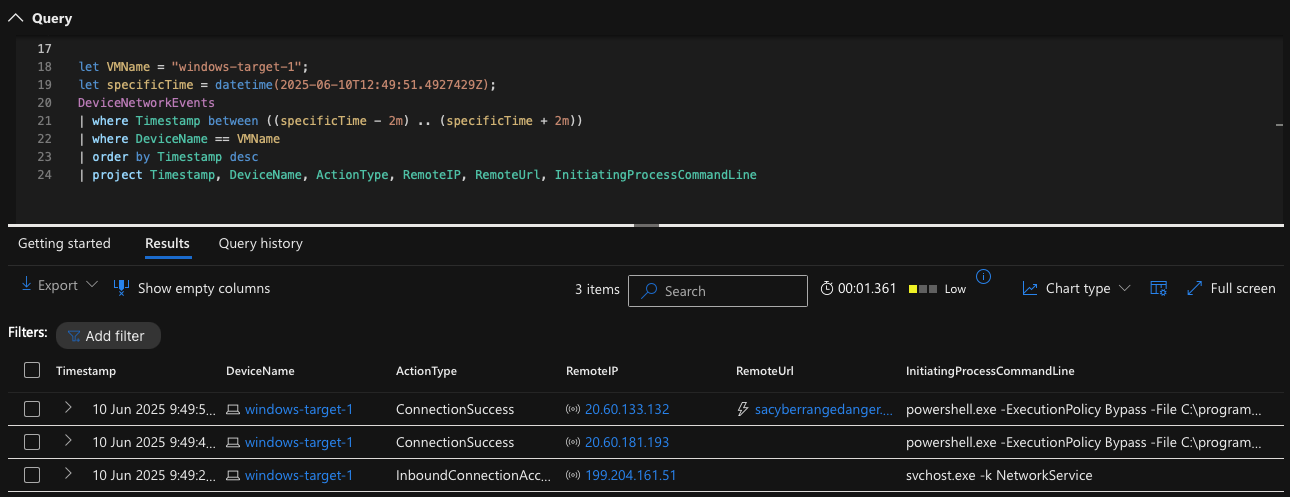 Query
17
18 let VMName = "windows-target-1";
19 let specificTime = datetime(2025-06-10T12:49:51.4927429Z);
20 DeviceNetworkEvents
21 | where Timestamp between ((specificTime - 2m) .. (specificTime + 2m))
22 | where DeviceName == VMName
23 | order by Timestamp desc
24 | project Timestamp, DeviceName, ActionType, RemoteIP, RemoteUrl, InitiatingProcessCommandLine
Getting started Results Query history
Export Show empty columns 3 items Search 00:01.361 Low Chart type Full screen
Filters: Add filter
Timestamp DeviceName ActionType RemoteIP RemoteUrl InitiatingProcessCommandLine
10 Jun 2025 9:49:5... windows-target-1 ConnectionSuccess 20.60.133.132 sacyberrangedanger.... powershell.exe -ExecutionPolicy Bypass -File C:\program...
10 Jun 2025 9:49:4... windows-target-1 ConnectionSuccess 20.60.181.193 powershell.exe -ExecutionPolicy Bypass -File C:\program...
10 Jun 2025 9:49:2... windows-target-1 InboundConnectionAcc... 199.204.161.51 svchost.exe -k NetworkService